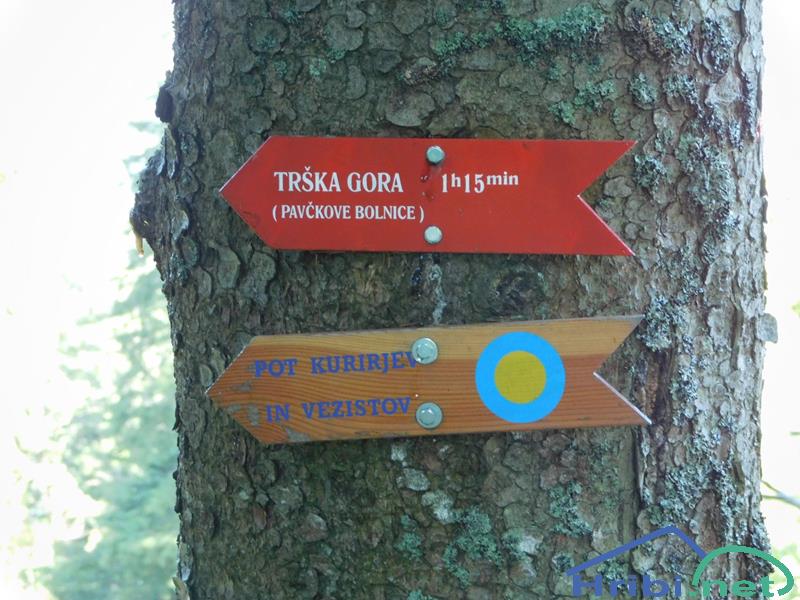 TRŠKA GORA 1h15min
(PAVČKOVE BOLNICE)
POT KURIRJEV
IN VEZISTOV
Hribi.net